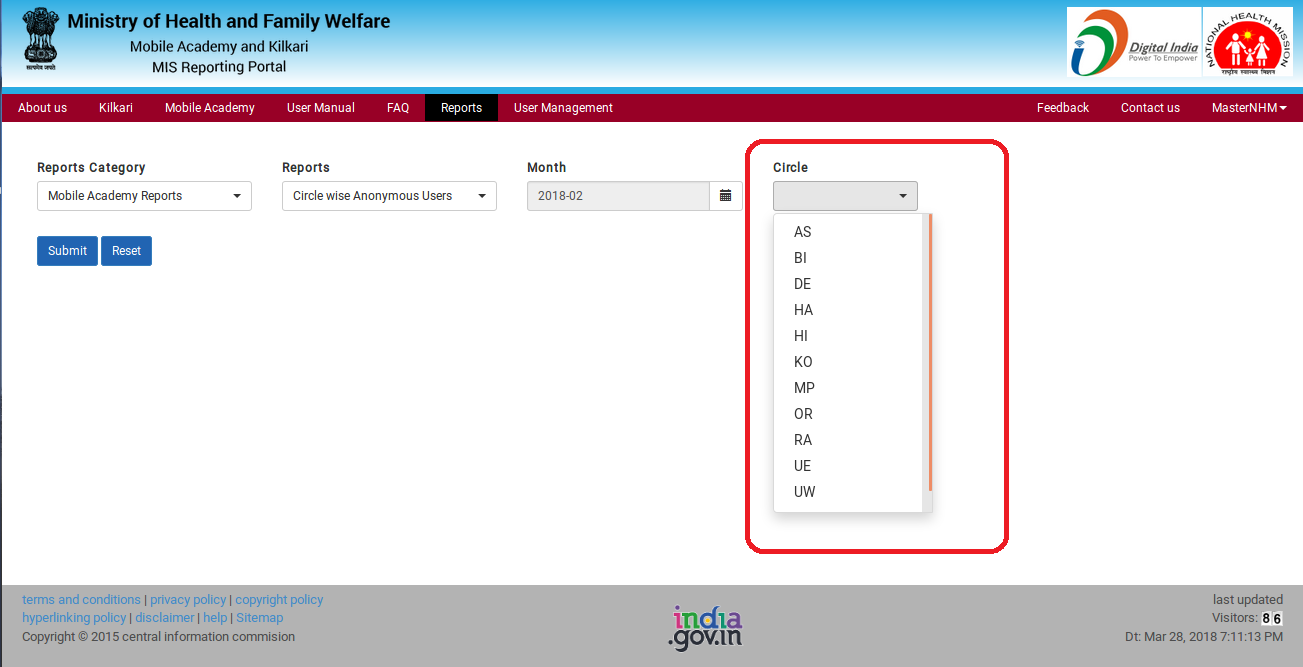 Ministry of Health and Family Welfare
Mobile Academy and Kilkari
MIS Reporting Portal
सत्यमेव जयते
Digital India
Power To Empower
NATIONAL HEALTH MISSION
राष्ट्रीय स्वास्थ्य मिशन
About us Kilkari Mobile Academy User Manual FAQ Reports User Management Feedback Contact us MasterNHM
Reports Category Reports Month Circle
Mobile Academy Reports Circle wise Anonymous Users 2018-02
Submit Reset
AS
BI
DE
HA
HI
KO
MP
OR
RA
UE
UW
terms and conditions | privacy policy | copyright policy
hyperlinking policy | disclaimer | help | Sitemap
Copyright © 2015 central information commision
india
.gov.in
last updated
Visitors: 86
Dt: Mar 28, 2018 7:11:13 PM